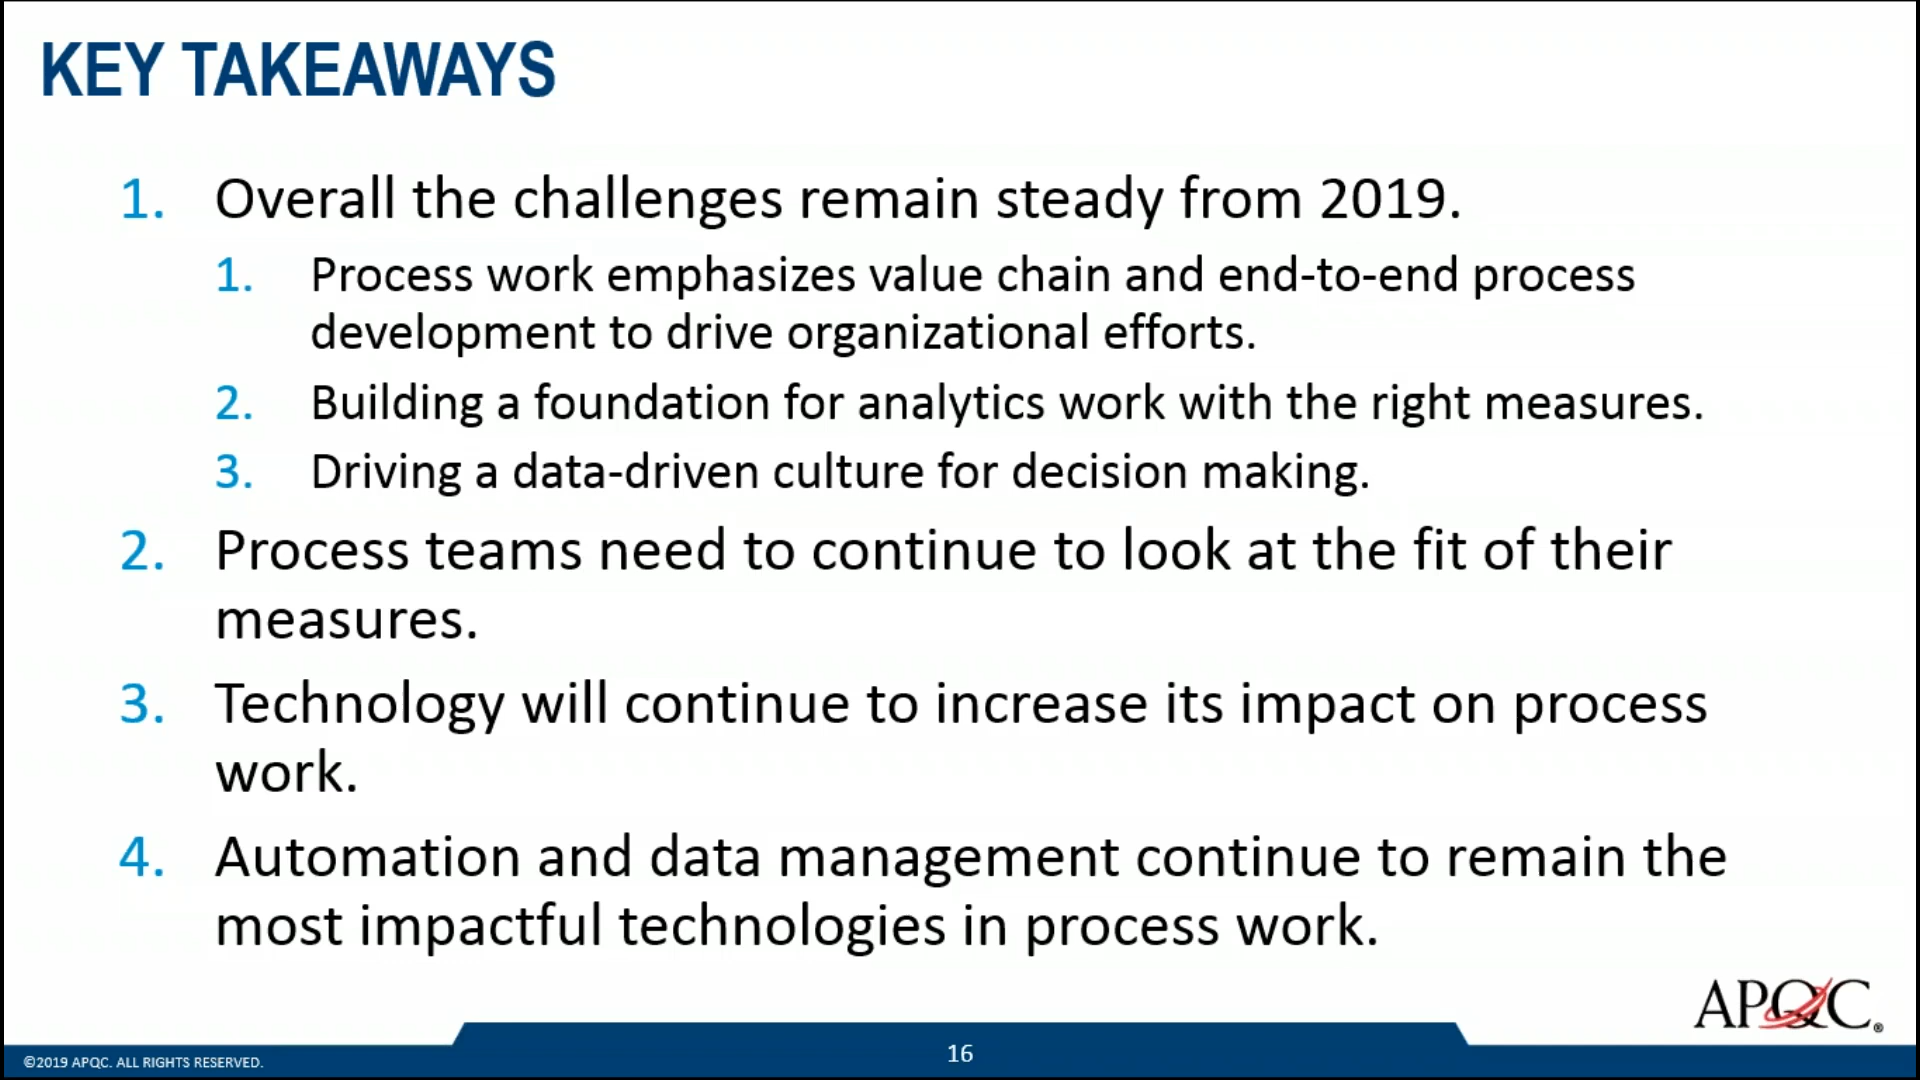 KEY TAKEAWAYS
1. Overall the challenges remain steady from 2019.
1. Process work emphasizes value chain and end-to-end process
development to drive organizational efforts.
2. Building a foundation for analytics work with the right measures.
3. Driving a data-driven culture for decision making.
2. Process teams need to continue to look at the fit of their
measures.
3. Technology will continue to increase its impact on process
work.
4. Automation and data management continue to remain the
most impactful technologies in process work.
APQC®
©2019 APQC. ALL RIGHTS RESERVED.
16